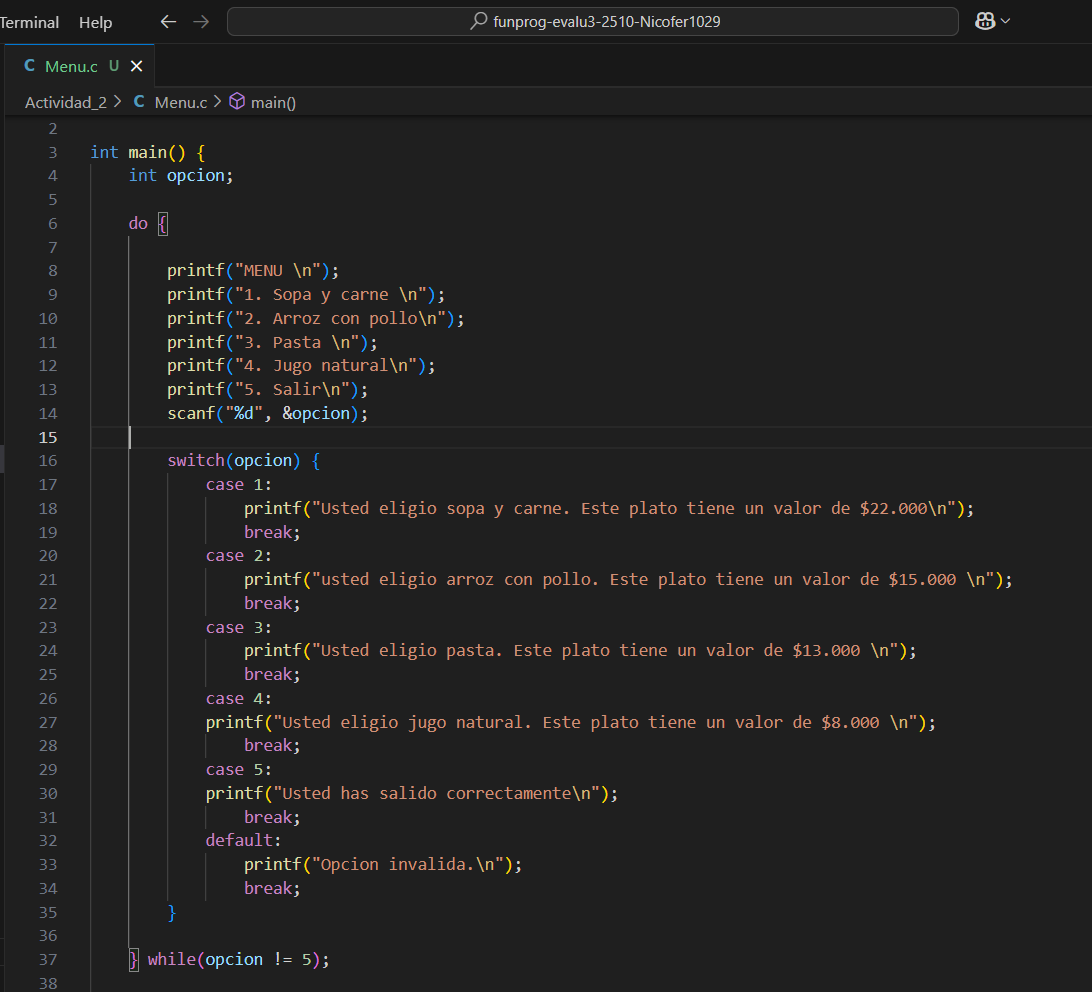 Terminal Help funprog-evalu3-2510-Nicofer1029
C Menu.c U
Actividad_2 > C Menu.c > main()
2
3 int main() {
4     int opcion;
5
6     do {
7
8         printf("MENU \n");
9         printf("1. Sopa y carne \n");
10         printf("2. Arroz con pollo\n");
11         printf("3. Pasta \n");
12         printf("4. Jugo natural\n");
13         printf("5. Salir\n");
14         scanf("%d", &opcion);
15
16         switch(opcion) {
17             case 1:
18                 printf("Usted eligio sopa y carne. Este plato tiene un valor de $22.000\n");
19                 break;
20             case 2:
21                 printf("usted eligio arroz con pollo. Este plato tiene un valor de $15.000 \n");
22                 break;
23             case 3:
24                 printf("Usted eligio pasta. Este plato tiene un valor de $13.000 \n");
25                 break;
26             case 4:
27             printf("Usted eligio jugo natural. Este plato tiene un valor de $8.000 \n");
28                 break;
29             case 5:
30             printf("Usted has salido correctamente\n");
31                 break;
32             default:
33                 printf("Opcion invalida.\n");
34                 break;
35         }
36
37     } while(opcion != 5);
38